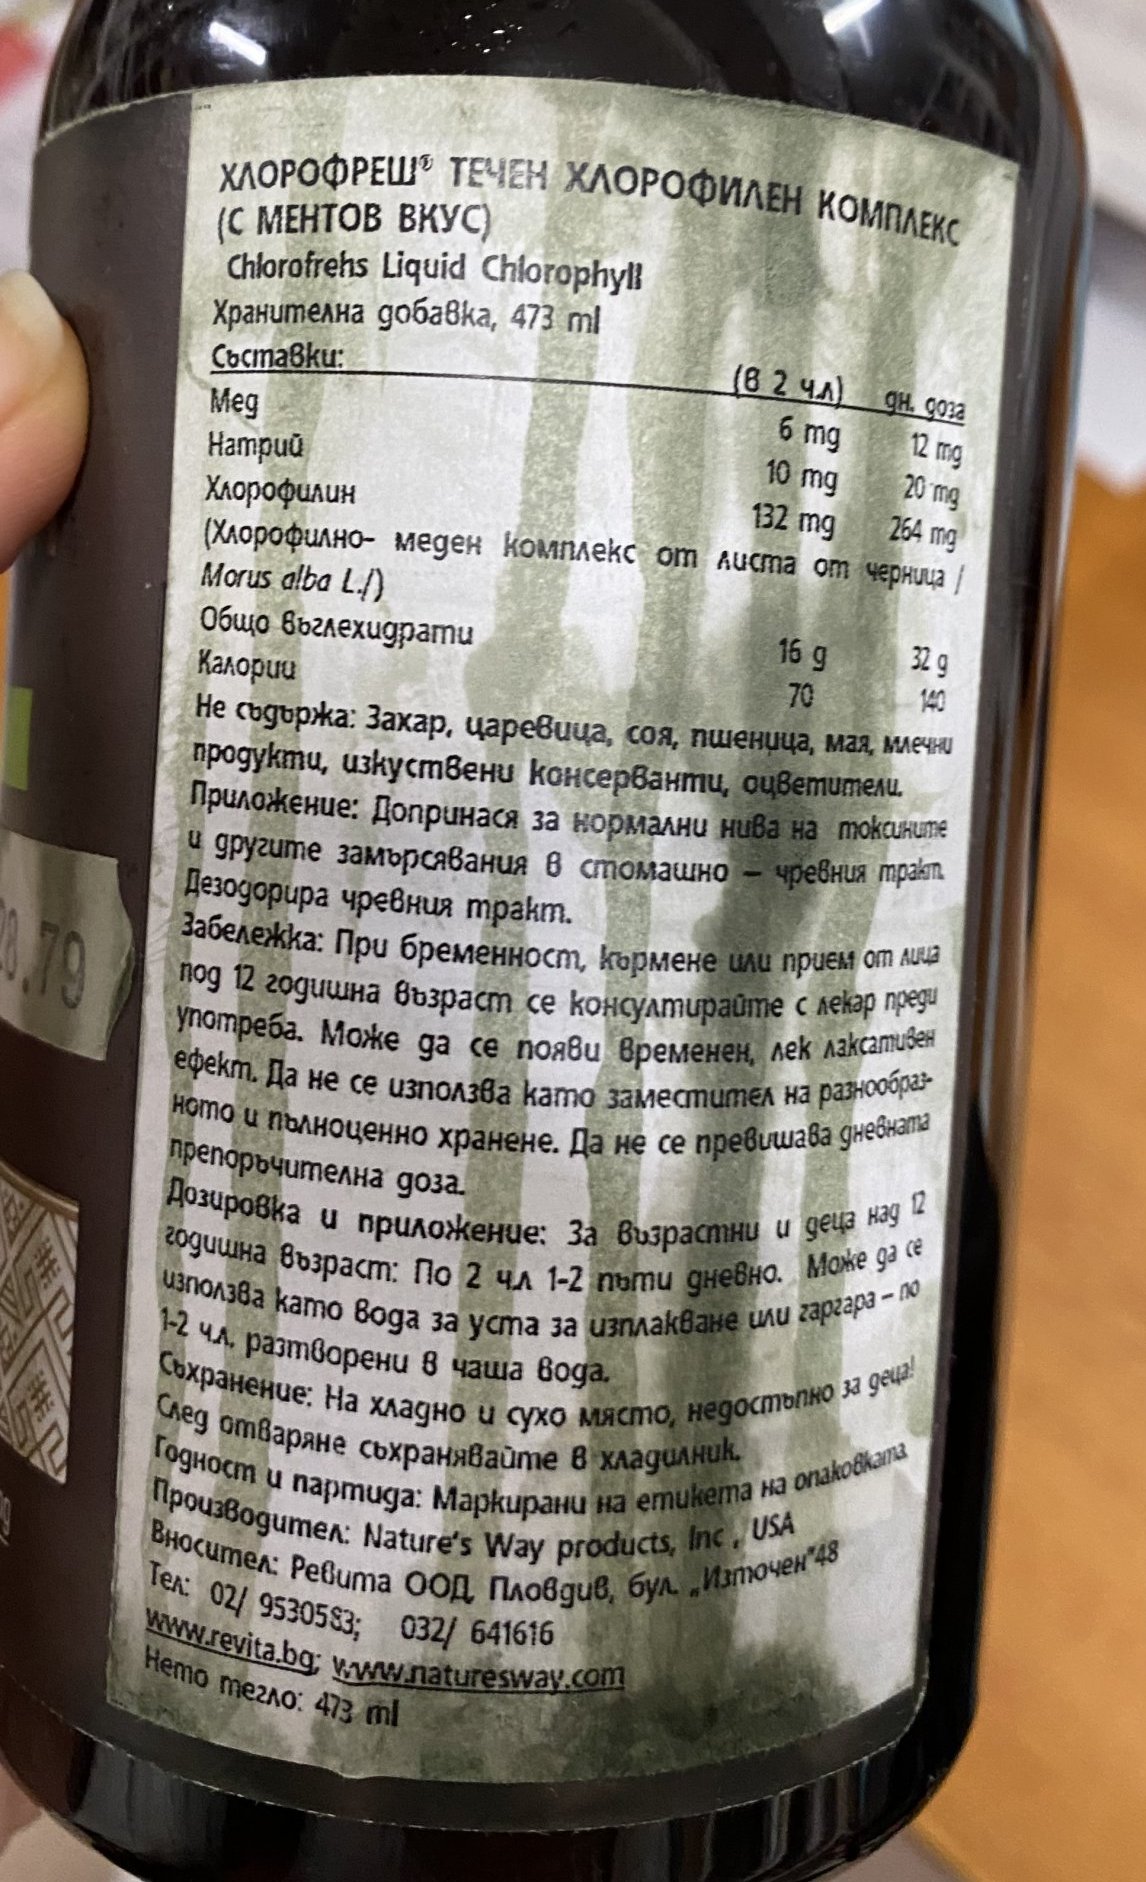 ХЛОРОФРЕШ® ТЕЧЕН ХЛОРОФИЛЕН КОМПЛЕКС
(С МЕНТОВ ВКУС)
Chlorofrehs Liquid Chlorophyll
Хранителна добавка, 473 ml
Съставки: (в 2 чл) дн. доза
Мед 6 mg 12 mg
Натрий 10 mg 20 mg
Хлорофилин 132 mg 264 mg
(Хлорофилно- меден комплекс от листа от черница /
Morus alba L./)
Общо въглехидрати 16 g 32 g
Калории 70 140
Не съдържа: Захар, царевица, соя, пшеница, мая, млечни
продукти, изкуствени консерванти, оцветители.
Приложение: Допринася за нормални нива на токсините
и другите замърсявания в стомашно – чревния тракт.
Дезодорира чревния тракт.
Забележка: При бременност, кърмене или прием от лица
под 12 годишна възраст се консултирайте с лекар преди
употреба. Може да се появи временен, лек лаксативен
ефект. Да не се използва като заместител на разнообраз-
ното и пълноценно хранене. Да не се превишава дневната
препоръчителна доза.
Дозировка и приложение: За възрастни и деца над 12
годишна възраст: По 2 чл 1-2 пъти дневно. Може да се
използва като вода за уста за изплакване или гаргара – по
1-2 ч.л. разтворени в чаша вода.
Съхранение: На хладно и сухо място, недостъпно за деца!
След отваряне съхранявайте в хладилник.
Годност и партида: Маркирани на етикета на опаковката
Производител: Nature's Way products, Inc , USA
Вносител: Ревита ООД, Пловдив, бул. „Източен"48
Тел: 02/ 9530583; 032/ 641616
www.revita.bg; www.naturesway.com
Нето тегло: 473 ml
.79